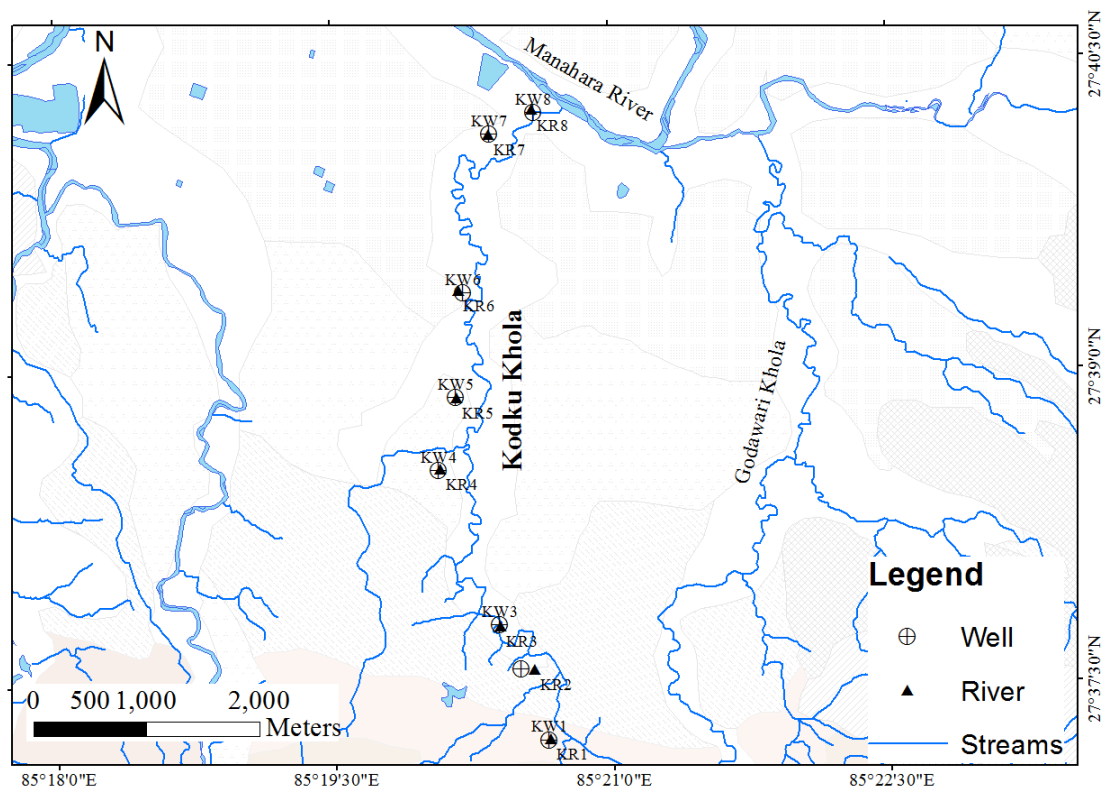 N
Manahara River
27°40'30"N
KW8
KW7
KR8
KR7
KW6
KR6
Kodku Khola
Godawari Khola
27°39'0"N
KW5
KR5
KW4
KR4
KW3
KR3
KR2
KW1
KR1
27°37'30"N
Legend
Well
River
Streams
0 500 1,000 2,000
Meters
85°18'0"E 85°19'30"E 85°21'0"E 85°22'30"E